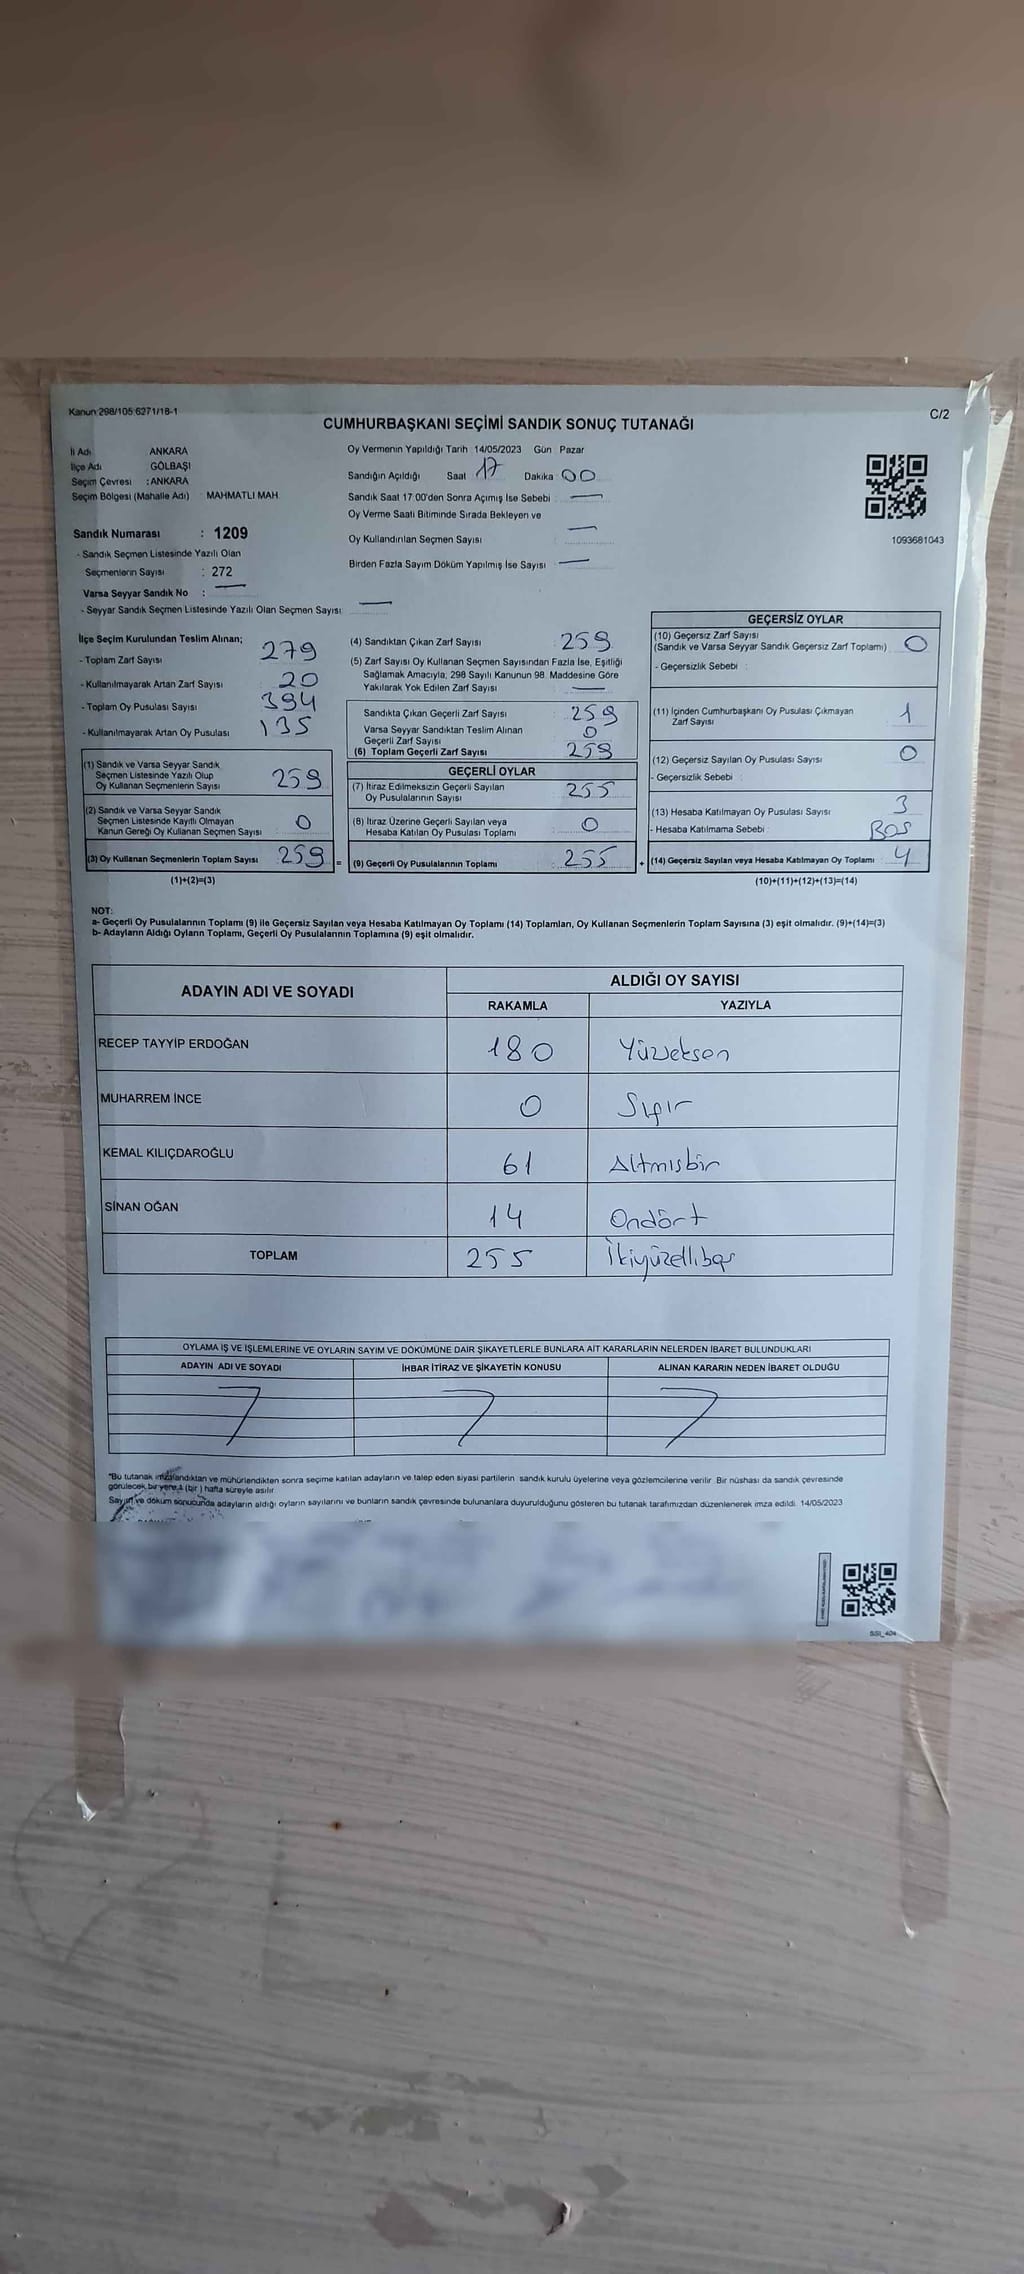 Kanun:298/105 6271/18-1
C/2
CUMHURBAŞKANI SEÇİMİ SANDIK SONUÇ TUTANAĞI
İl Adı ANKARA
İlçe Adı GÖLBAŞI
Seçim Çevresi : ANKARA
Seçim Bölgesi (Mahalle Adı) MAHMATLI MAH.
Oy Vermenin Yapıldığı Tarih 14/05/2023 Gün Pazar
Sandığın Açıldığı Saat 17 Dakika 00
Sandık Saat 17:00'den Sonra Açımış İse Sebebi
Oy Verme Saati Bitiminde Sırada Bekleyen ve
Oy Kullandırılan Seçmen Sayısı
Birden Fazla Sayım Döküm Yapılmış İse Sayısı
1093681043
Sandık Numarası : 1209
- Sandık Seçmen Listesinde Yazılı Olan
Seçmenlerin Sayısı : 272
Varsa Seyyar Sandık No :
- Seyyar Sandık Seçmen Listesinde Yazılı Olan Seçmen Sayısı:
İlçe Seçim Kurulundan Teslim Alınan;
- Toplam Zarf Sayısı 279
- Kullanılmayarak Artan Zarf Sayısı 20
- Toplam Oy Pusulası Sayısı 394
- Kullanılmayarak Artan Oy Pusulası 135
(1) Sandık ve Varsa Seyyar Sandık
Seçmen Listesinde Yazılı Olup
Oy Kullanan Seçmenlerin Sayısı 259
(2) Sandık ve Varsa Seyyar Sandık
Seçmen Listesinde Kayıtlı Olmayan
Kanun Gereği Oy Kullanan Seçmen Sayısı 0
(3) Oy Kullanan Seçmenlerin Toplam Sayısı 259 =
(1)+(2)=(3)
(4) Sandıktan Çıkan Zarf Sayısı 259
(5) Zarf Sayısı Oy Kullanan Seçmen Sayısından Fazla İse, Eşitliği
Sağlamak Amacıyla, 298 Sayılı Kanunun 98. Maddesine Göre
Yakılarak Yok Edilen Zarf Sayısı
Sandıkta Çıkan Geçerli Zarf Sayısı 259
Varsa Seyyar Sandıktan Teslim Alınan
Geçerli Zarf Sayısı 0
(6) Toplam Geçerli Zarf Sayısı 259
GEÇERLİ OYLAR
(7) İtiraz Edilmeksizin Geçerli Sayılan
Oy Pusulalarının Sayısı 255
(8) İtiraz Üzerine Geçerli Sayılan veya
Hesaba Katılan Oy Pusulası Toplamı 0
(9) Geçerli Oy Pusulalarının Toplamı 255 +
GEÇERSİZ OYLAR
(10) Geçersiz Zarf Sayısı
(Sandık ve Varsa Seyyar Sandık Geçersiz Zarf Toplamı) 0
- Geçersizlik Sebebi :
(11) İçinden Cumhurbaşkanı Oy Pusulası Çıkmayan
Zarf Sayısı 1
(12) Geçersiz Sayılan Oy Pusulası Sayısı 0
- Geçersizlik Sebebi :
(13) Hesaba Katılmayan Oy Pusulası Sayısı 3
- Hesaba Katılmama Sebebi : BOŞ
(14) Geçersiz Sayılan veya Hesaba Katılmayan Oy Toplamı 4
(10)+(11)+(12)+(13)=(14)
NOT:
a- Geçerli Oy Pusulalarının Toplamı (9) ile Geçersiz Sayılan veya Hesaba Katılmayan Oy Toplamı (14) Toplamları, Oy Kullanan Seçmenlerin Toplam Sayısına (3) eşit olmalıdır. (9)+(14)=(3)
b- Adayların Aldığı Oyların Toplamı, Geçerli Oy Pusulalarının Toplamına (9) eşit olmalıdır.
ADAYIN ADI VE SOYADI ALDIĞI OY SAYISI
RAKAMLA YAZIYLA
RECEP TAYYİP ERDOĞAN 180 Yüzseksen
MUHARREM İNCE 0 Sıfır
KEMAL KILIÇDAROĞLU 61 Altmışbir
SİNAN OĞAN 14 Ondört
TOPLAM 255 İkiyüzellibeş
OYLAMA İŞ VE İŞLEMLERİNE VE OYLARIN SAYIM VE DÖKÜMÜNE DAİR ŞİKAYETLERLE BUNLARA AİT KARARLARIN NELERDEN İBARET BULUNDUKLARI
ADAYIN ADI VE SOYADI İHBAR İTİRAZ VE ŞİKAYETİN KONUSU ALINAN KARARIN NEDEN İBARET OLDUĞU
"Bu tutanak imzalandıktan ve mühürlendikten sonra seçime katılan adayların ve talep eden siyasi partilerin sandık kurulu üyelerine veya gözlemcilerine verilir. Bir nüshası da sandık çevresinde
görülecek bir yere 1 (bir) hafta süreyle asılır.
Sayım ve döküm sonucunda adayların aldığı oyların sayılarını ve bunların sandık çevresinde bulunanlara duyurulduğunu gösteren bu tutanak tarafımızdan düzenlenerek imza edildi. 14/05/2023
SSI_404